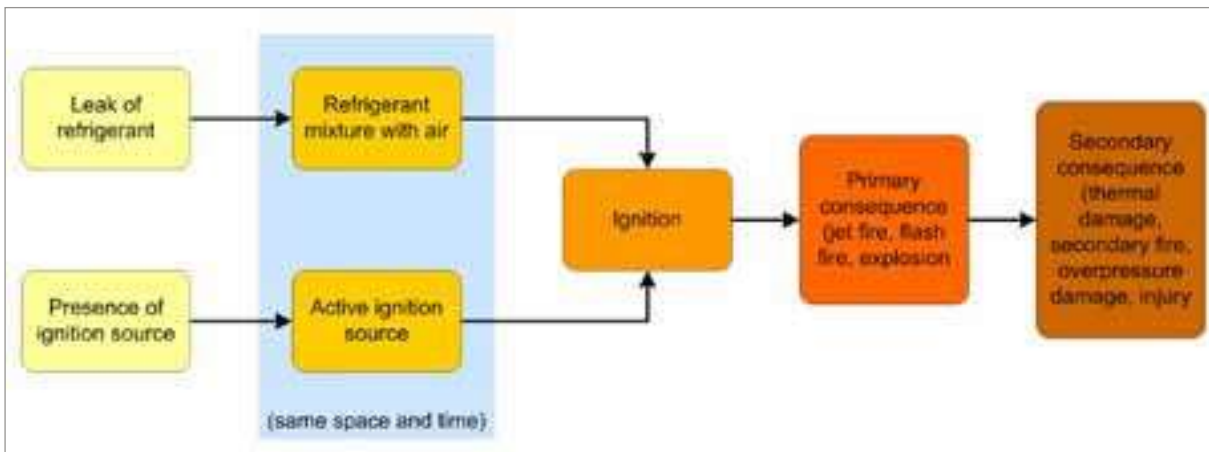 Leak of
refrigerant
Refrigerant
mixture with air
Ignition
Presence of
ignition source
Active ignition
source
(same space and time)
Primary
consequence
(jet fire, flash
fire, explosion
Secondary
consequence
(thermal
damage,
secondary fire,
overpressure
damage, injury